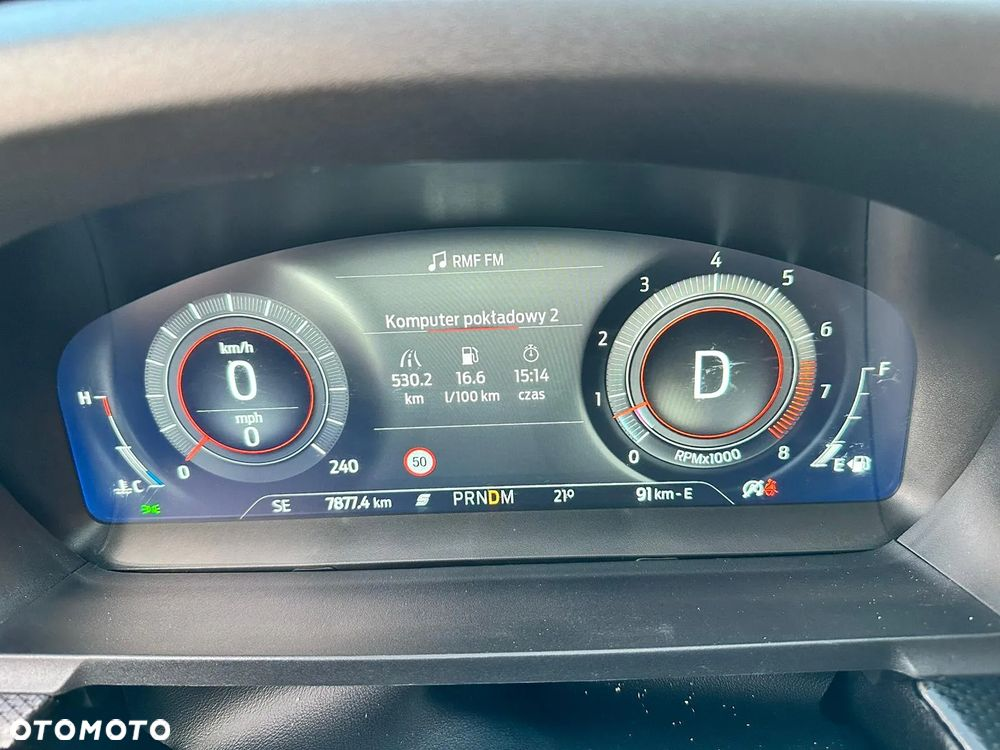 RMF FM
Komputer pokładowy 2
530.2 km
16.6 l/100 km
15:14 czas
km/h
0
mph
0
0
240
H
C
50
0
1
2
3
4
5
6
7
8
D
RPMx1000
F
E
SE
7877.4 km
PRNDM
21°
91 km - E
OTOMOTO